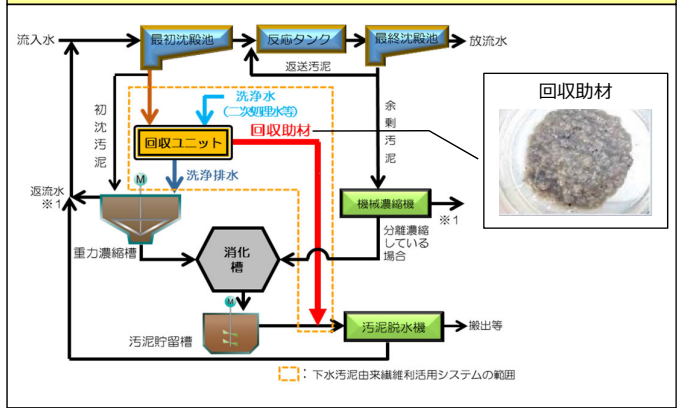 流入水
最初沈殿池
反応タンク
最終沈殿池
放流水
返送汚泥
初沈汚泥
洗浄水
(二次処理水等)
余剰汚泥
回収助材
回収ユニット
回収助材
洗浄排水
返流水
※1
M
機械濃縮機
※1
分離濃縮
している
場合
重力濃縮槽
消化
槽
M
汚泥貯留槽
汚泥脱水機
搬出等
：下水汚泥由来繊維利活用システムの範囲